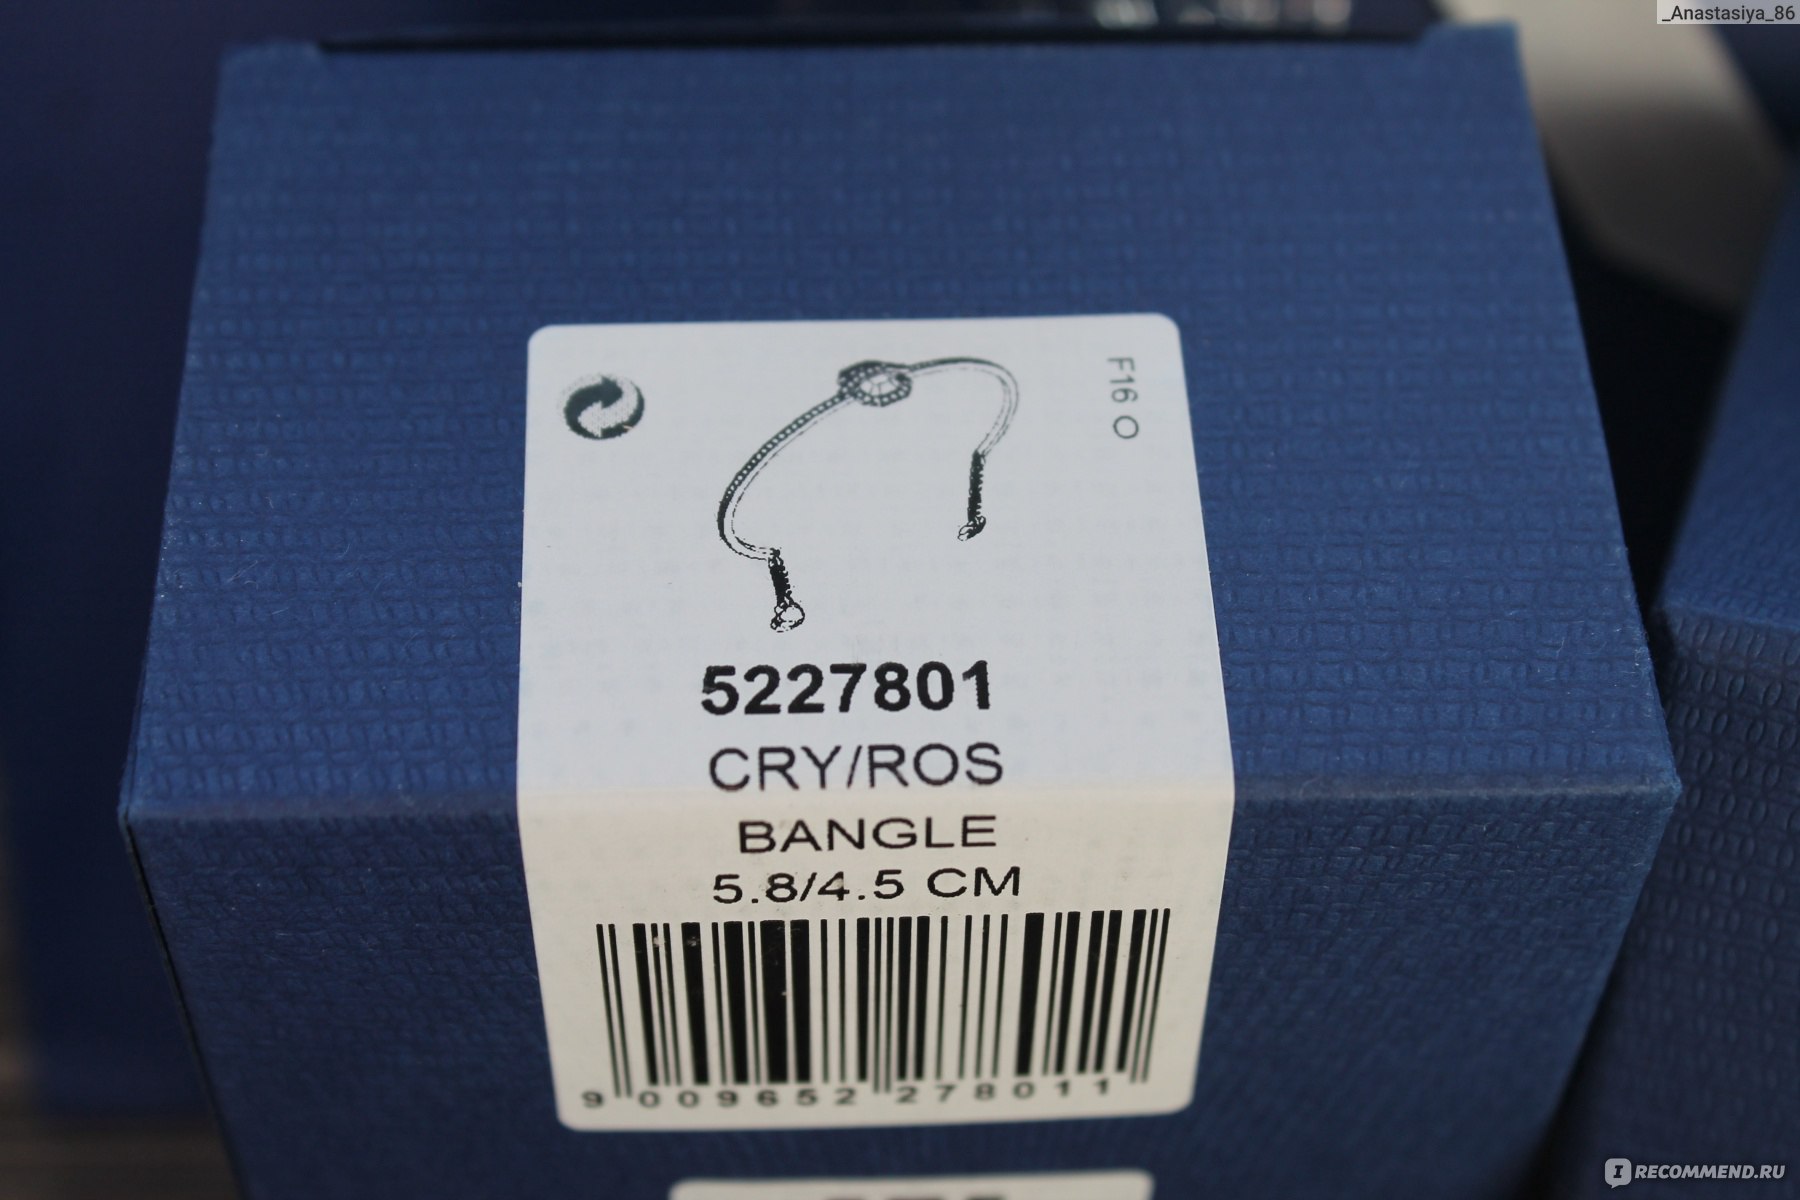 _Anastasiya_86
F16 O
5227801
CRY/ROS
BANGLE
5.8/4.5 CM
9 009652 278011
IRECOMMEND.RU